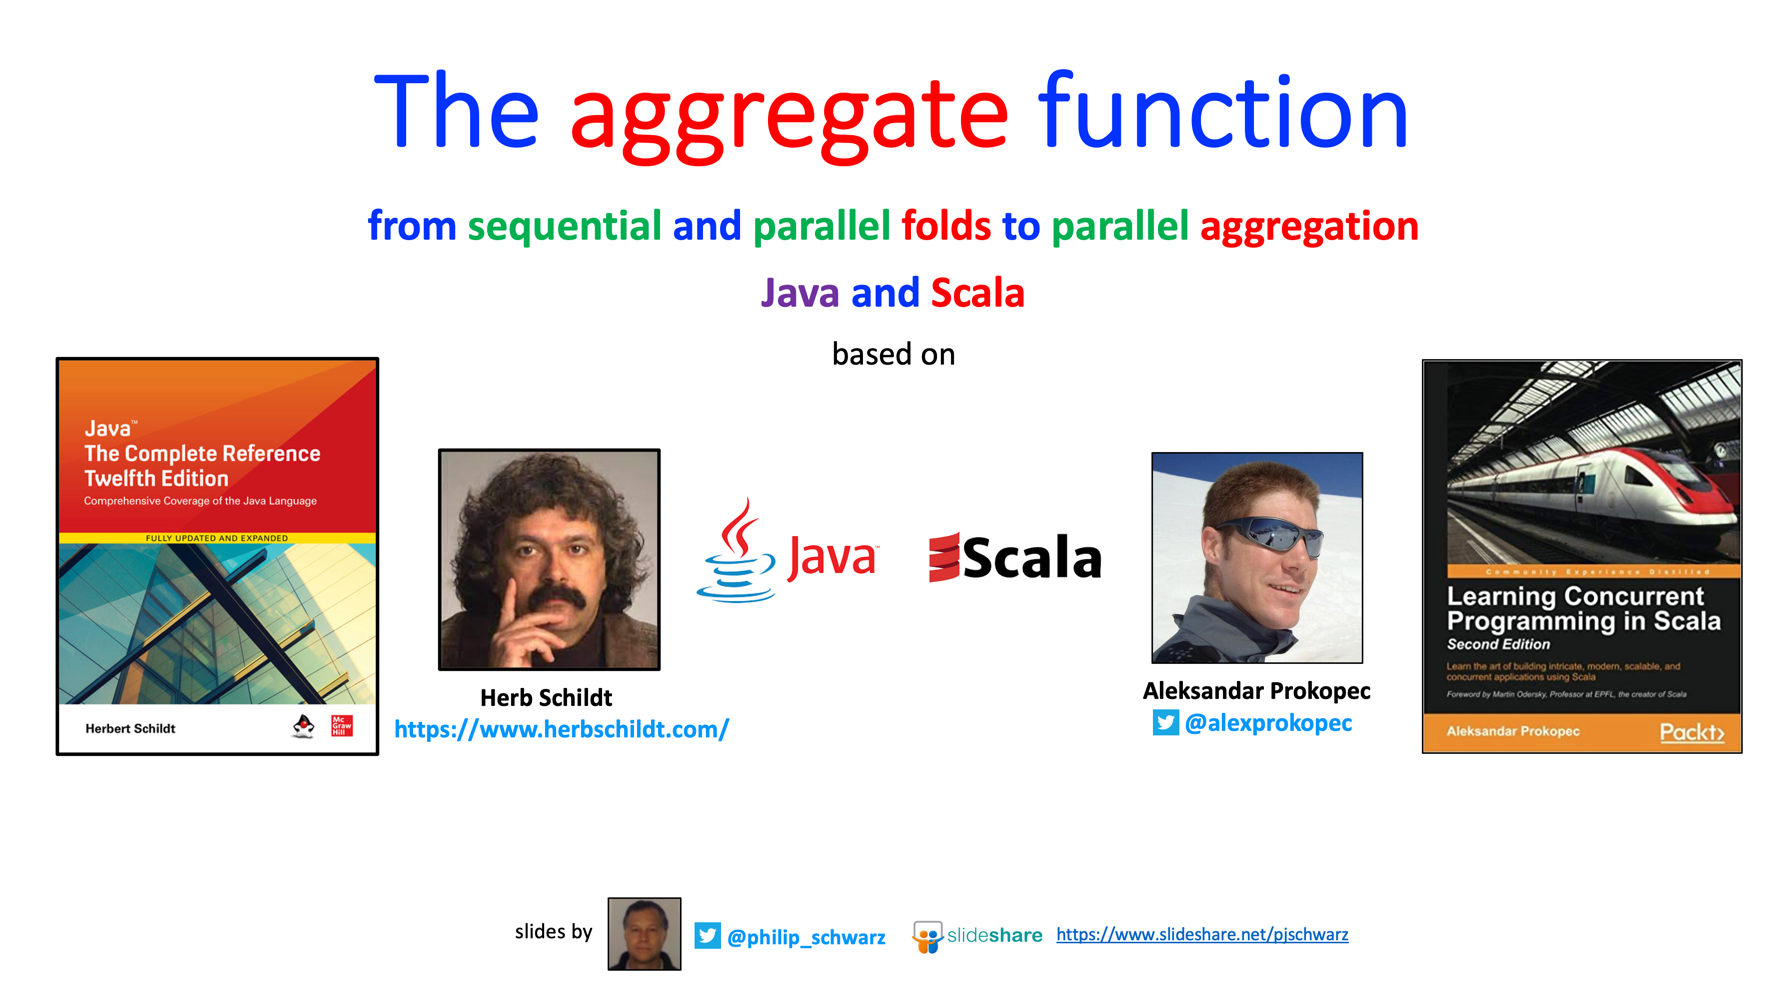 The aggregate function
from sequential and parallel folds to parallel aggregation
Java and Scala
based on
Java™
The Complete Reference
Twelfth Edition
Comprehensive Coverage of the Java Language
FULLY UPDATED AND EXPANDED
Herbert Schildt
Mc
Graw
Hill
Herb Schildt
https://www.herbschildt.com/
Java™
Scala
Aleksandar Prokopec
@alexprokopec
Community Experience Distilled
Learning Concurrent
Programming in Scala
Second Edition
Learn the art of building intricate, modern, scalable, and
concurrent applications using Scala
Foreword by Martin Odersky, Professor at EPFL, the creator of Scala
Aleksandar Prokopec
Packt>
slides by
@philip_schwarz
slideshare
https://www.slideshare.net/pjschwarz